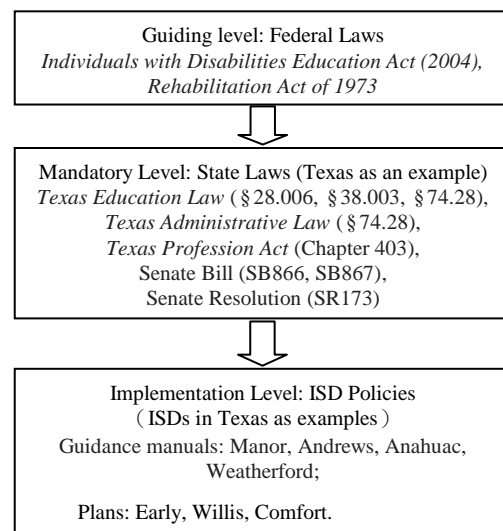 Guiding level: Federal Laws
Individuals with Disabilities Education Act (2004),
Rehabilitation Act of 1973
Mandatory Level: State Laws (Texas as an example)
Texas Education Law (§28.006, §38.003, §74.28),
Texas Administrative Law (§74.28),
Texas Profession Act (Chapter 403),
Senate Bill (SB866, SB867),
Senate Resolution (SR173)
Implementation Level: ISD Policies
（ISDs in Texas as examples）
Guidance manuals: Manor, Andrews, Anahuac,
Weatherford;
Plans: Early, Willis, Comfort.